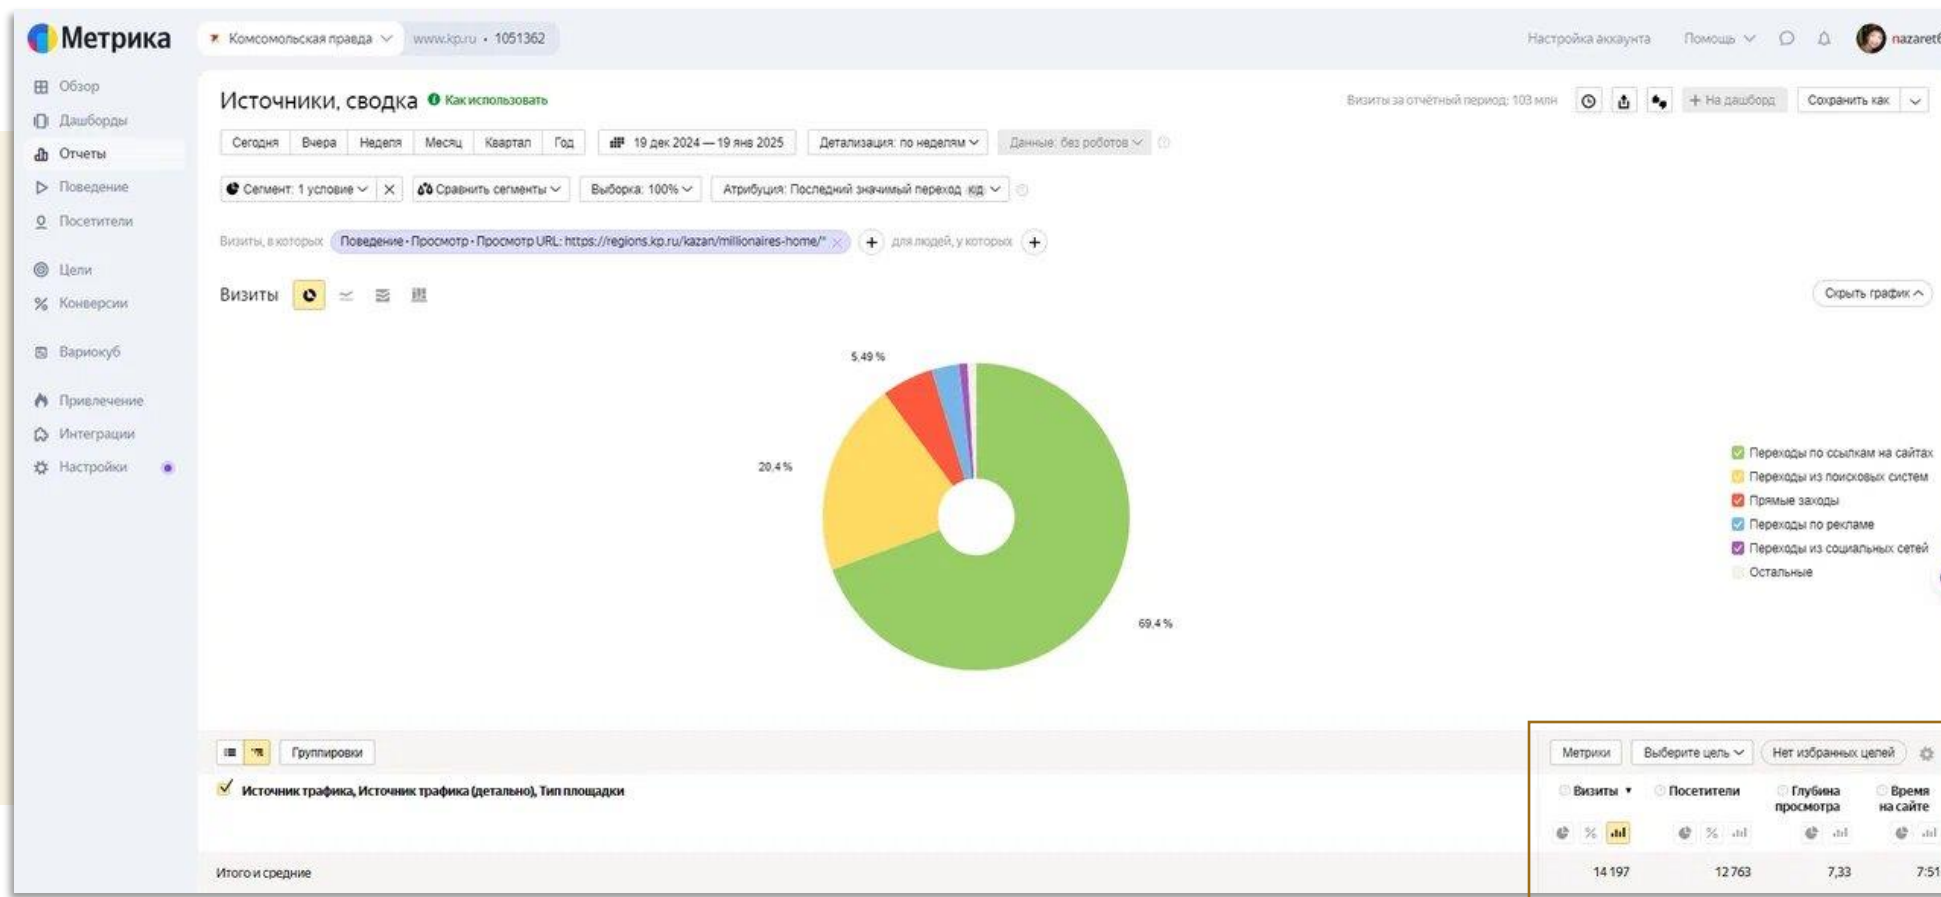 Метрика
Комсомольская правда www.kp.ru • 1051362
Настройка аккаунта Помощь nazaret6
Обзор
Дашборды
Отчеты
Поведение
Посетители
Цели
Конверсии
Вариокуб
Привлечение
Интеграции
Настройки
Источники, сводка Как использовать
Визиты за отчётный период: 103 млн На дашборд Сохранить как
Сегодня Вчера Неделя Месяц Квартал Год 19 дек 2024 — 19 янв 2025 Детализация: по неделям Данные: без роботов
Сегмент: 1 условие Сравнить сегменты Выборка: 100% Атрибуция: Последний значимый переход КД
Визиты, в которых Поведение • Просмотр • Просмотр URL: https://regions.kp.ru/kazan/millionaires-home/* для людей, у которых
Визиты
Скрыть график
5,49 %
20,4 %
69,4 %
Переходы по ссылкам на сайтах
Переходы из поисковых систем
Прямые заходы
Переходы по рекламе
Переходы из социальных сетей
Остальные
Группировки
Метрики Выберите цель Нет избранных целей
Источник трафика, Источник трафика (детально), Тип площадки
Визиты Посетители Глубина просмотра Время на сайте
Итого и средние 14 197 12 763 7,33 7:51